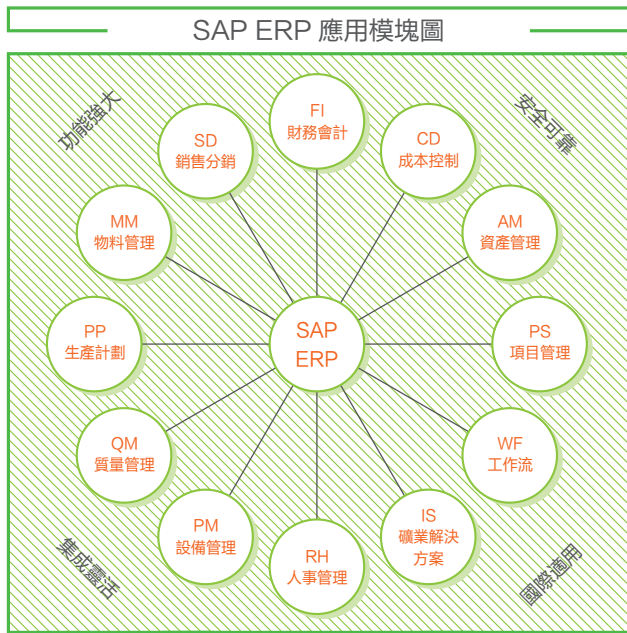 SAP ERP 應用模塊圖
功能強大
安全可靠
FI
財務會計
CD
成本控制
AM
資產管理
PS
項目管理
WF
工作流
IS
礦業解決
方案
RH
人事管理
PM
設備管理
QM
質量管理
PP
生產計劃
MM
物料管理
SD
銷售分銷
SAP
ERP
集成靈活
國際適用